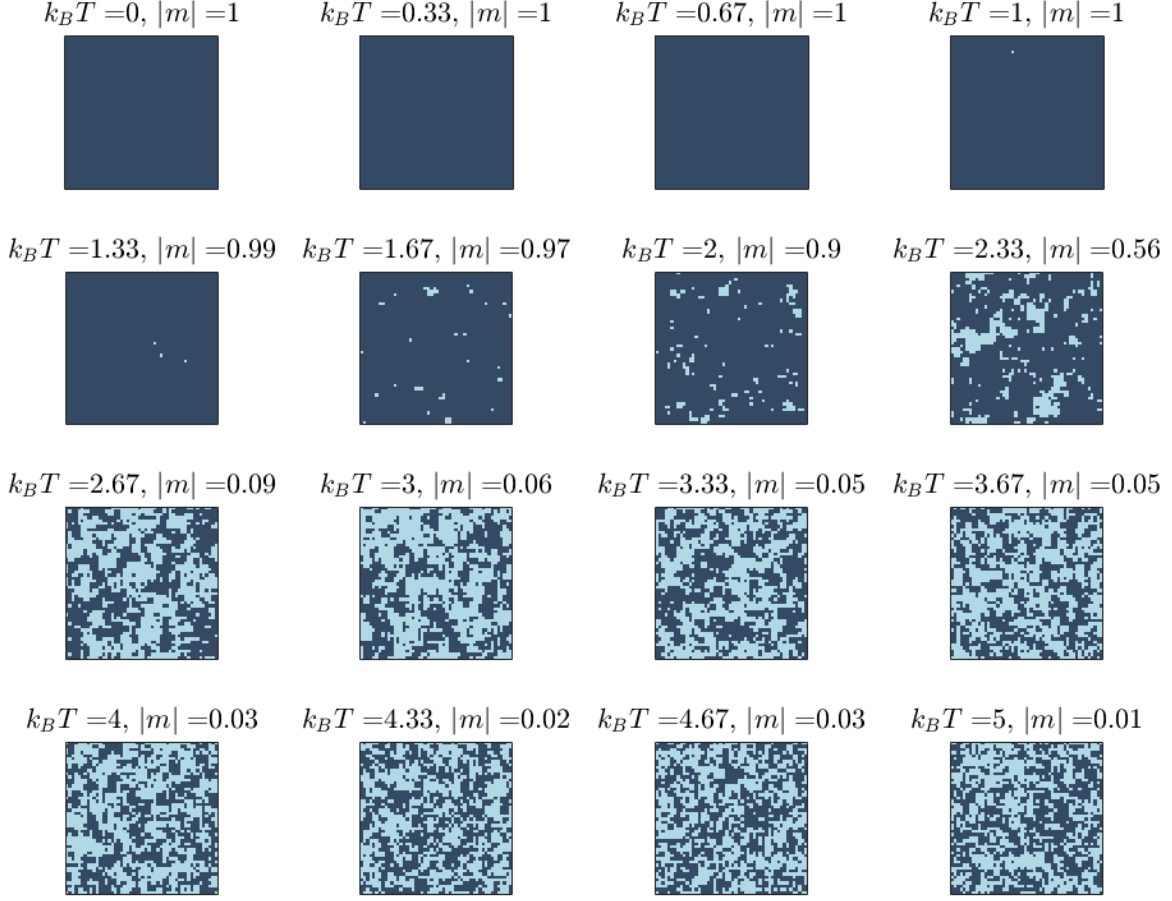 k_BT =0, |m| =1
k_BT =0.33, |m| =1
k_BT =0.67, |m| =1
k_BT =1, |m| =1
k_BT =1.33, |m| =0.99
k_BT =1.67, |m| =0.97
k_BT =2, |m| =0.9
k_BT =2.33, |m| =0.56
k_BT =2.67, |m| =0.09
k_BT =3, |m| =0.06
k_BT =3.33, |m| =0.05
k_BT =3.67, |m| =0.05
k_BT =4, |m| =0.03
k_BT =4.33, |m| =0.02
k_BT =4.67, |m| =0.03
k_BT =5, |m| =0.01